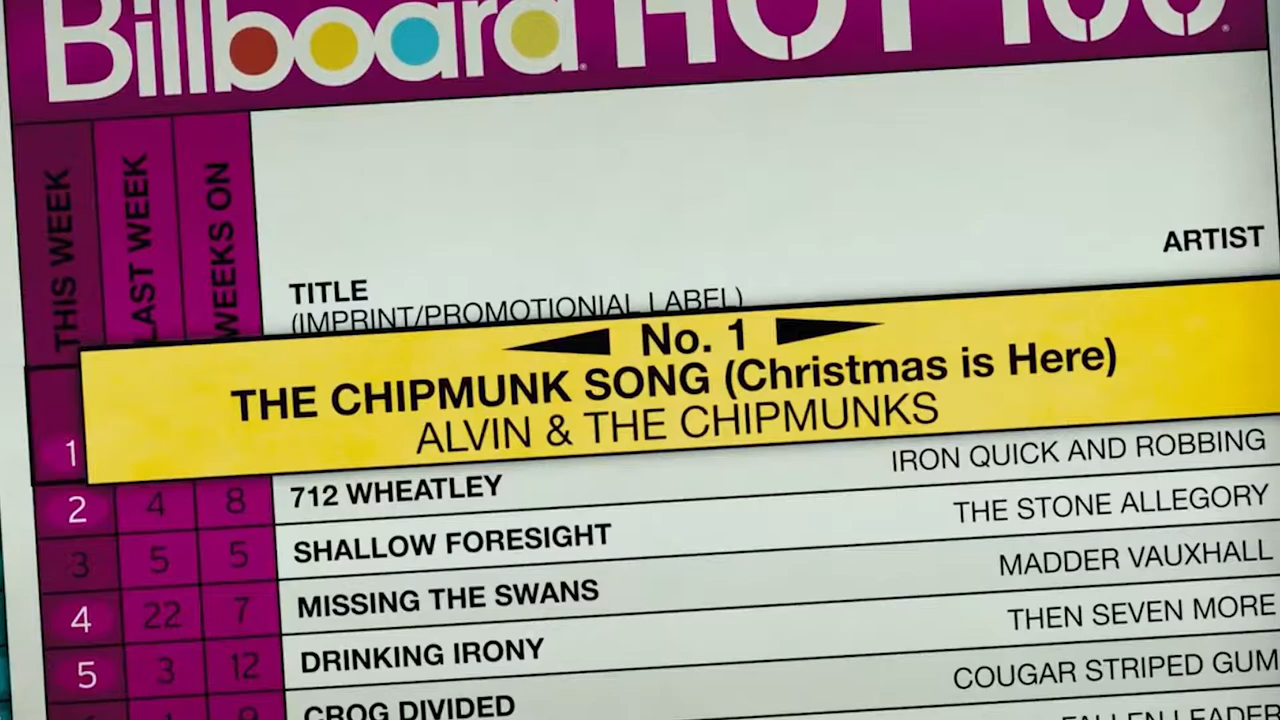 Billboard HOT 100
THIS WEEK
LAST WEEK
WEEKS ON
ARTIST
TITLE
(IMPRINT/PROMOTIONIAL LABEL)
No. 1
THE CHIPMUNK SONG (Christmas is Here)
ALVIN & THE CHIPMUNKS
1
IRON QUICK AND ROBBING
2 4 8 712 WHEATLEY THE STONE ALLEGORY
3 5 5 SHALLOW FORESIGHT MADDER VAUXHALL
4 22 7 MISSING THE SWANS THEN SEVEN MORE
5 3 12 DRINKING IRONY COUGAR STRIPED GUM
CROG DIVIDED FALLEN LEADER